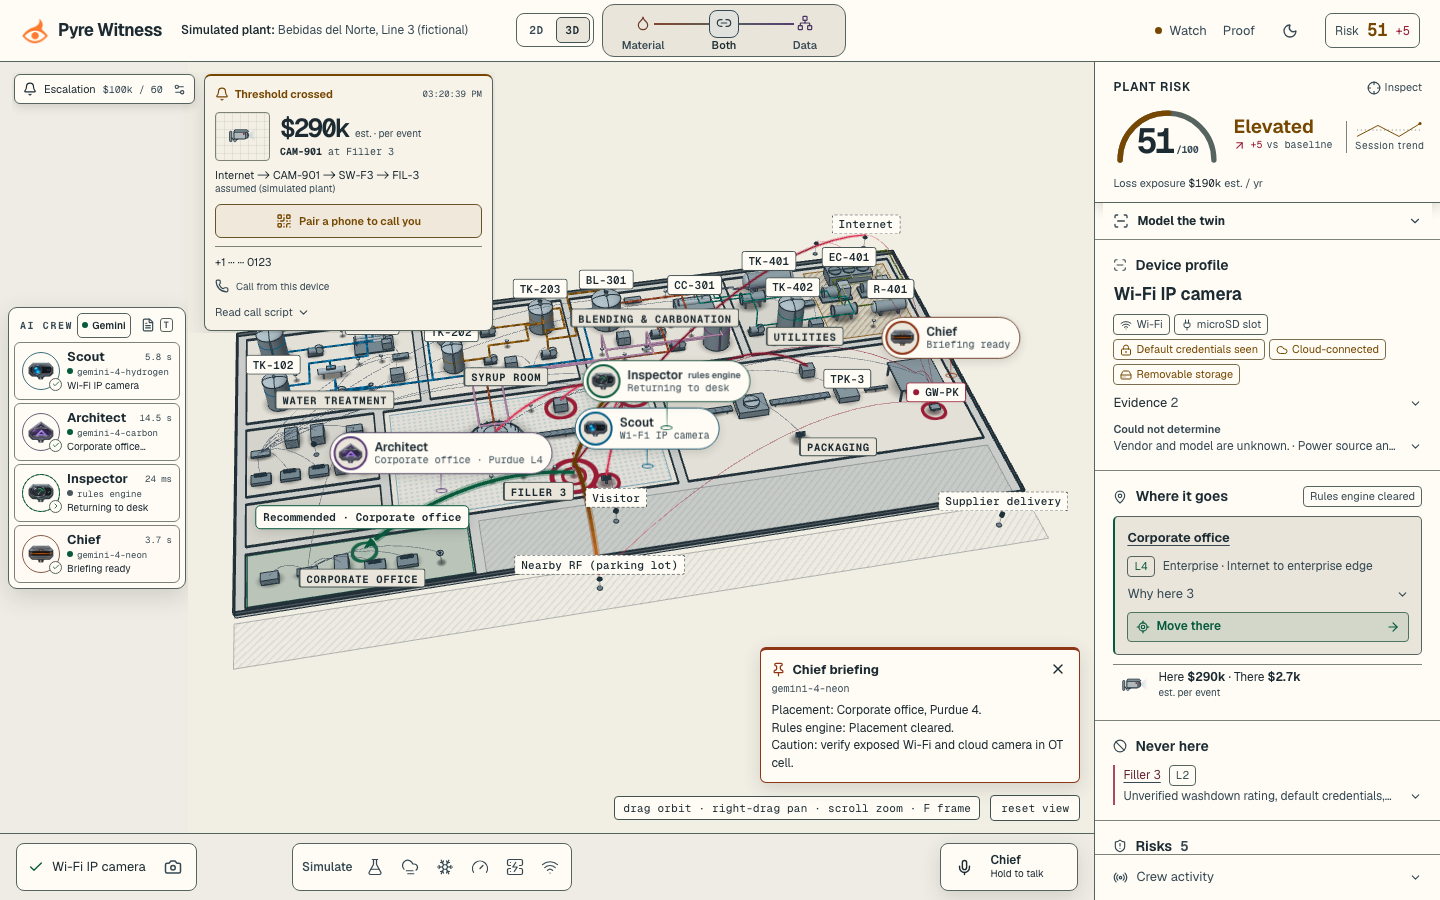 Pyre Witness
Simulated plant: Bebidas del Norte, Line 3 (fictional)
2D 3D
Material Both Data
Watch Proof
Risk 51 +5
Escalation $100k / 60
Threshold crossed 03:20:39 PM
$290k est. · per event
CAM-901 at Filler 3
Internet → CAM-901 → SW-F3 → FIL-3
assumed (simulated plant)
Pair a phone to call you
+1 ··· ··· 0123
Call from this device
Read call script
AI CREW Gemini T
Scout 5.8 s
gemini-4-hydrogen
Wi-Fi IP camera
Architect 14.5 s
gemini-4-carbon
Corporate office…
Inspector 24 ms
rules engine
Returning to desk
Chief 3.7 s
gemini-4-neon
Briefing ready
Internet
TK-401
EC-401
TK-203
BL-301
CC-301
TK-402
R-401
BLENDING & CARBONATION
TK-202
UTILITIES
Chief
Briefing ready
TK-102
SYRUP ROOM
Inspector rules engine
Returning to desk
TPK-3
GW-PK
WATER TREATMENT
Scout
Wi-Fi IP camera
Architect
Corporate office · Purdue L4
PACKAGING
FILLER 3
Visitor
Supplier delivery
Recommended · Corporate office
Nearby RF (parking lot)
CORPORATE OFFICE
Chief briefing
gemini-4-neon
Placement: Corporate office, Purdue 4.
Rules engine: Placement cleared.
Caution: verify exposed Wi-Fi and cloud camera in OT
cell.
drag orbit · right-drag pan · scroll zoom · F frame
reset view
Wi-Fi IP camera
Simulate
Chief
Hold to talk
PLANT RISK Inspect
51 /100
Elevated
+5 vs baseline
Session trend
Loss exposure $190k est. / yr
Model the twin
Device profile
Wi-Fi IP camera
Wi-Fi microSD slot
Default credentials seen Cloud-connected
Removable storage
Evidence 2
Could not determine
Vendor and model are unknown. · Power source an…
Where it goes Rules engine cleared
Corporate office
L4 Enterprise · Internet to enterprise edge
Why here 3
Move there
Here $290k · There $2.7k
est. per event
Never here
Filler 3 L2
Unverified washdown rating, default credentials,…
Risks 5
Crew activity